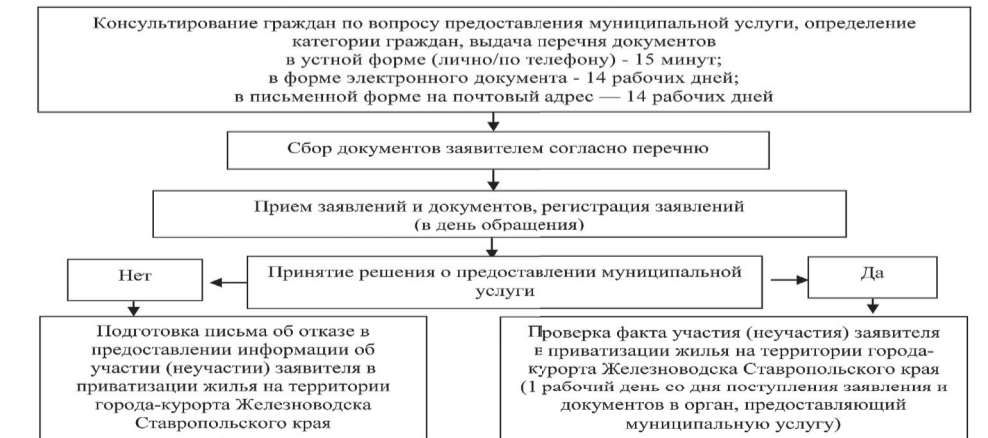 Консультирование граждан по вопросу предоставления муниципальной услуги, определение
категории граждан, выдача перечня документов
в устной форме (лично/по телефону) - 15 минут;
в форме электронного документа - 14 рабочих дней;
в письменной форме на почтовый адрес — 14 рабочих дней
Сбор документов заявителем согласно перечню
Прием заявлений и документов, регистрация заявлений
(в день обращения)
Нет
Принятие решения о предоставлении муниципальной
услуги
Да
Подготовка письма об отказе в
предоставлении информации об
участии (неучастии) заявителя в
приватизации жилья на территории
города-курорта Железноводска
Ставропольского края
Проверка факта участия (неучастия) заявителя
в приватизации жилья на территории города-
курорта Железноводска Ставропольского края
(1 рабочий день со дня поступления заявления и
документов в орган, предоставляющий
муниципальную услугу)